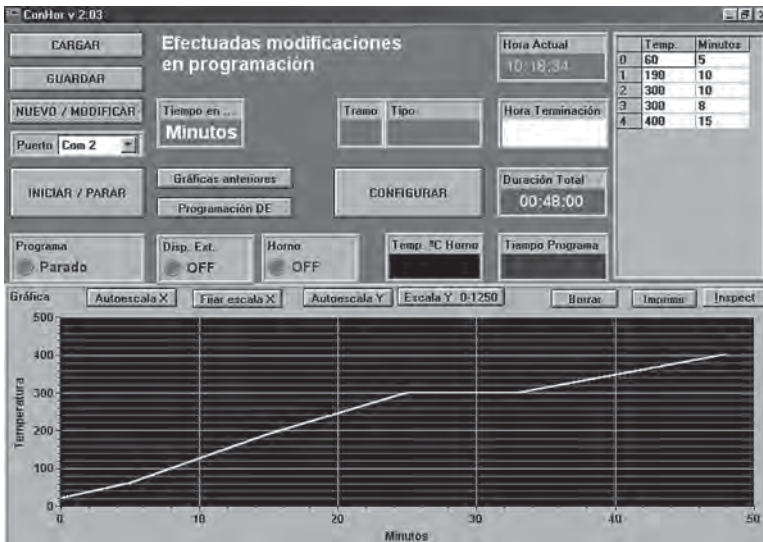 ConHor v 2.03
CARGAR
GUARDAR
NUEVO / MODIFICAR
Puerto Com 2
INICIAR / PARAR
Efectuadas modificaciones
en programación
Tiempo en ...
Minutos
Tramo Tipo
Hora Actual
10:18:34
Hora Terminación
Gráficas anteriores
Programación DE
CONFIGURAR
Duración Total
00:48:00
Programa
Parado
Disp. Ext.
OFF
Horno
OFF
Temp. ºC Horno
Tiempo Programa
Temp. Minutos
0 60 5
1 190 10
2 300 10
3 300 8
4 400 15
Gráfica
Autoescala X
Fijar escala X
Autoescala Y
Escala Y 0-1250
Borrar
Imprimir
Inspect
500
400
300
200
100
0
Temperatura
0 10 20 30 40 50
Minutos